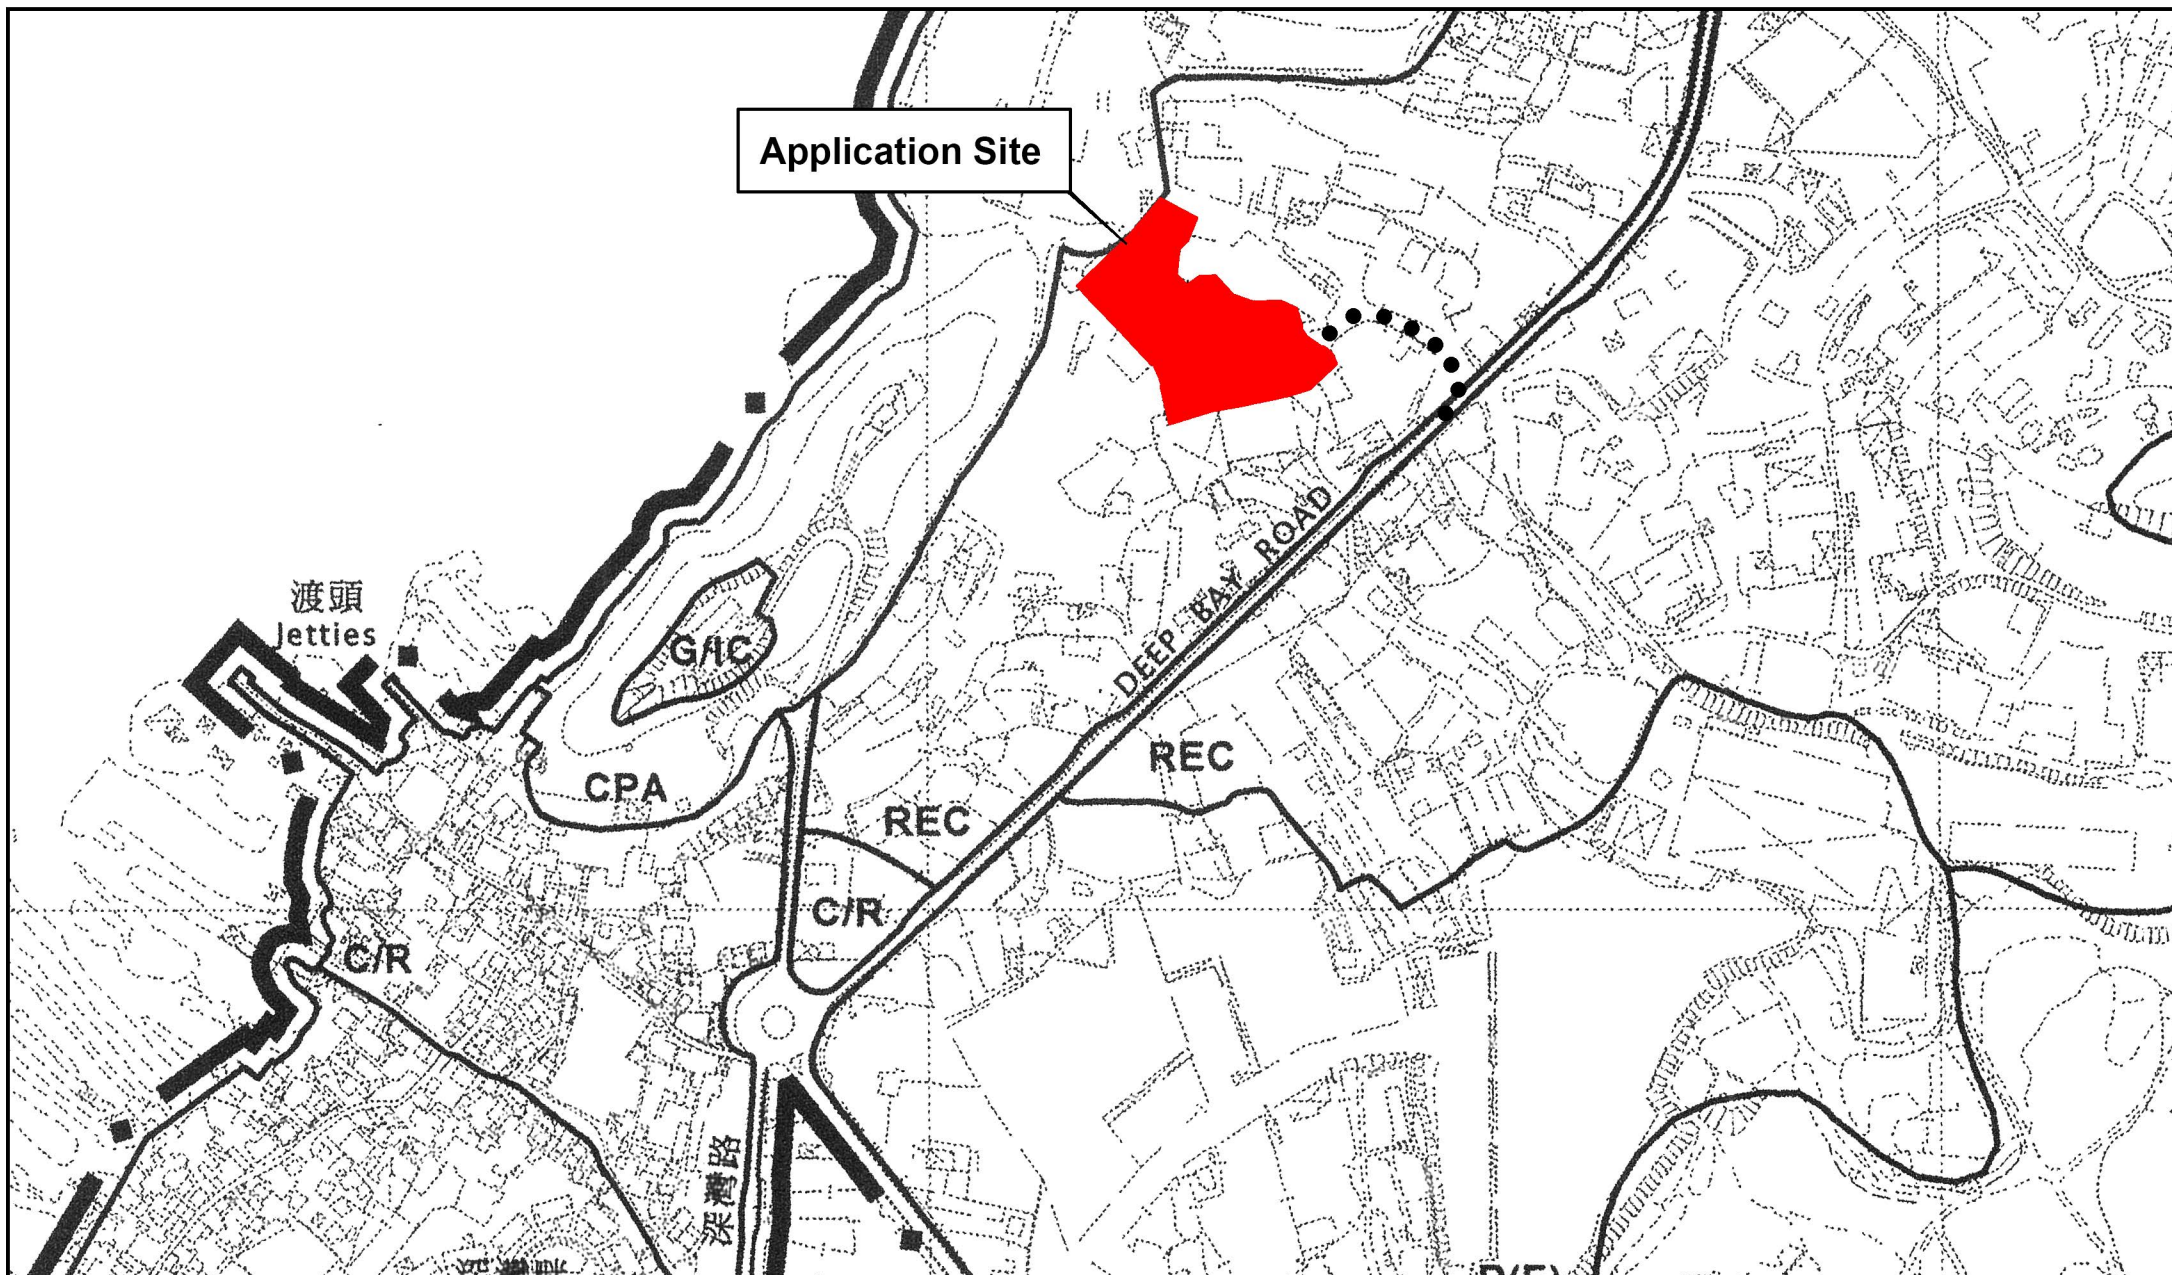 Application Site
渡頭
Jetties
G/IC
DEEP BAY ROAD
CPA
REC
REC
C/R
C/R
深灣路